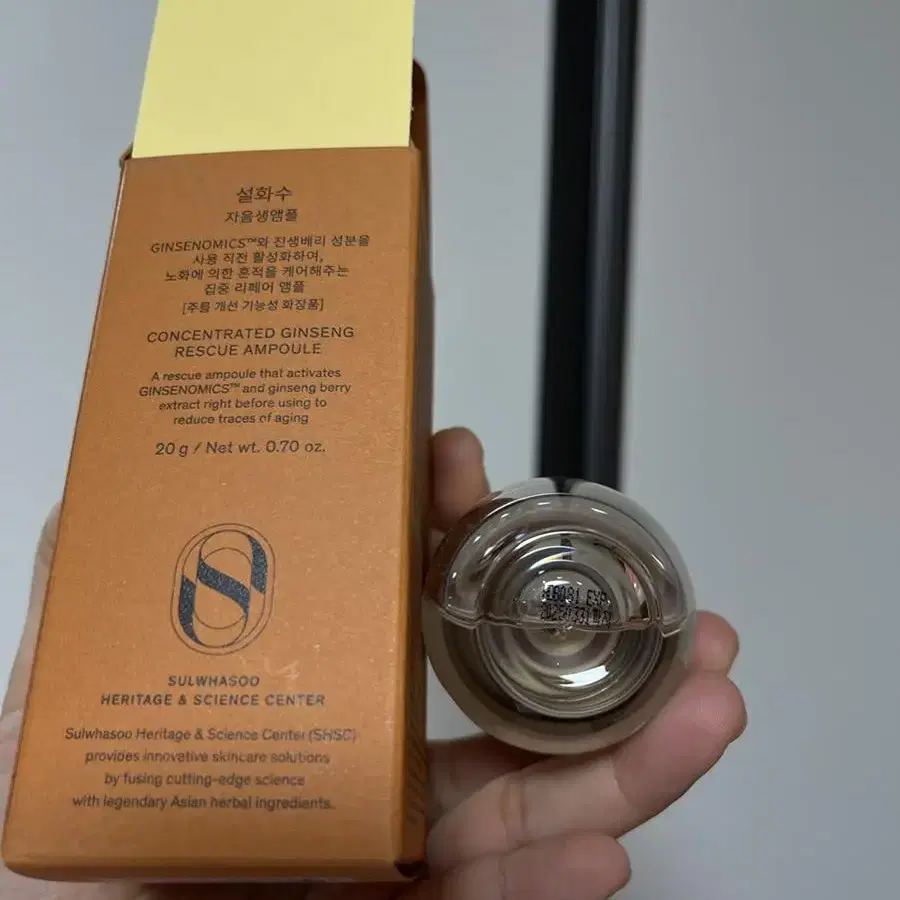 설화수
자음생앰플
GINSENOMICS™와 진생베리 성분을
사용 직전 활성화하여,
노화에 의한 흔적을 케어해주는
집중 리페어 앰플
[주름 개선 기능성 화장품]
CONCENTRATED GINSENG
RESCUE AMPOULE
A rescue ampoule that activates
GINSENOMICS™ and ginseng berry
extract right before using to
reduce traces of aging
20 g / Net wt. 0.70 oz.
SULWHASOO
HERITAGE & SCIENCE CENTER
Sulwhasoo Heritage & Science Center (SHSC)
provides innovative skincare solutions
by fusing cutting-edge science
with legendary Asian herbal ingredients.
EXP
20250331